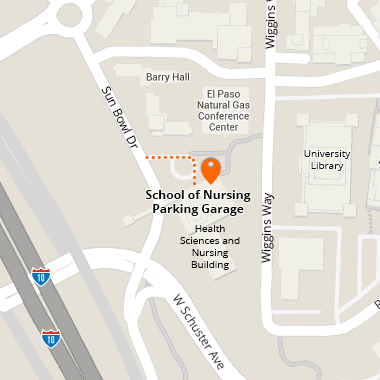 Wiggins W
Barry Hall
Sun Bowl Dr
El Paso
Natural Gas
Conference
Center
University
Library
School of Nursing
Parking Garage
Health
Sciences and
Nursing
Building
Wiggins Way
10
10
W Schuster Ave